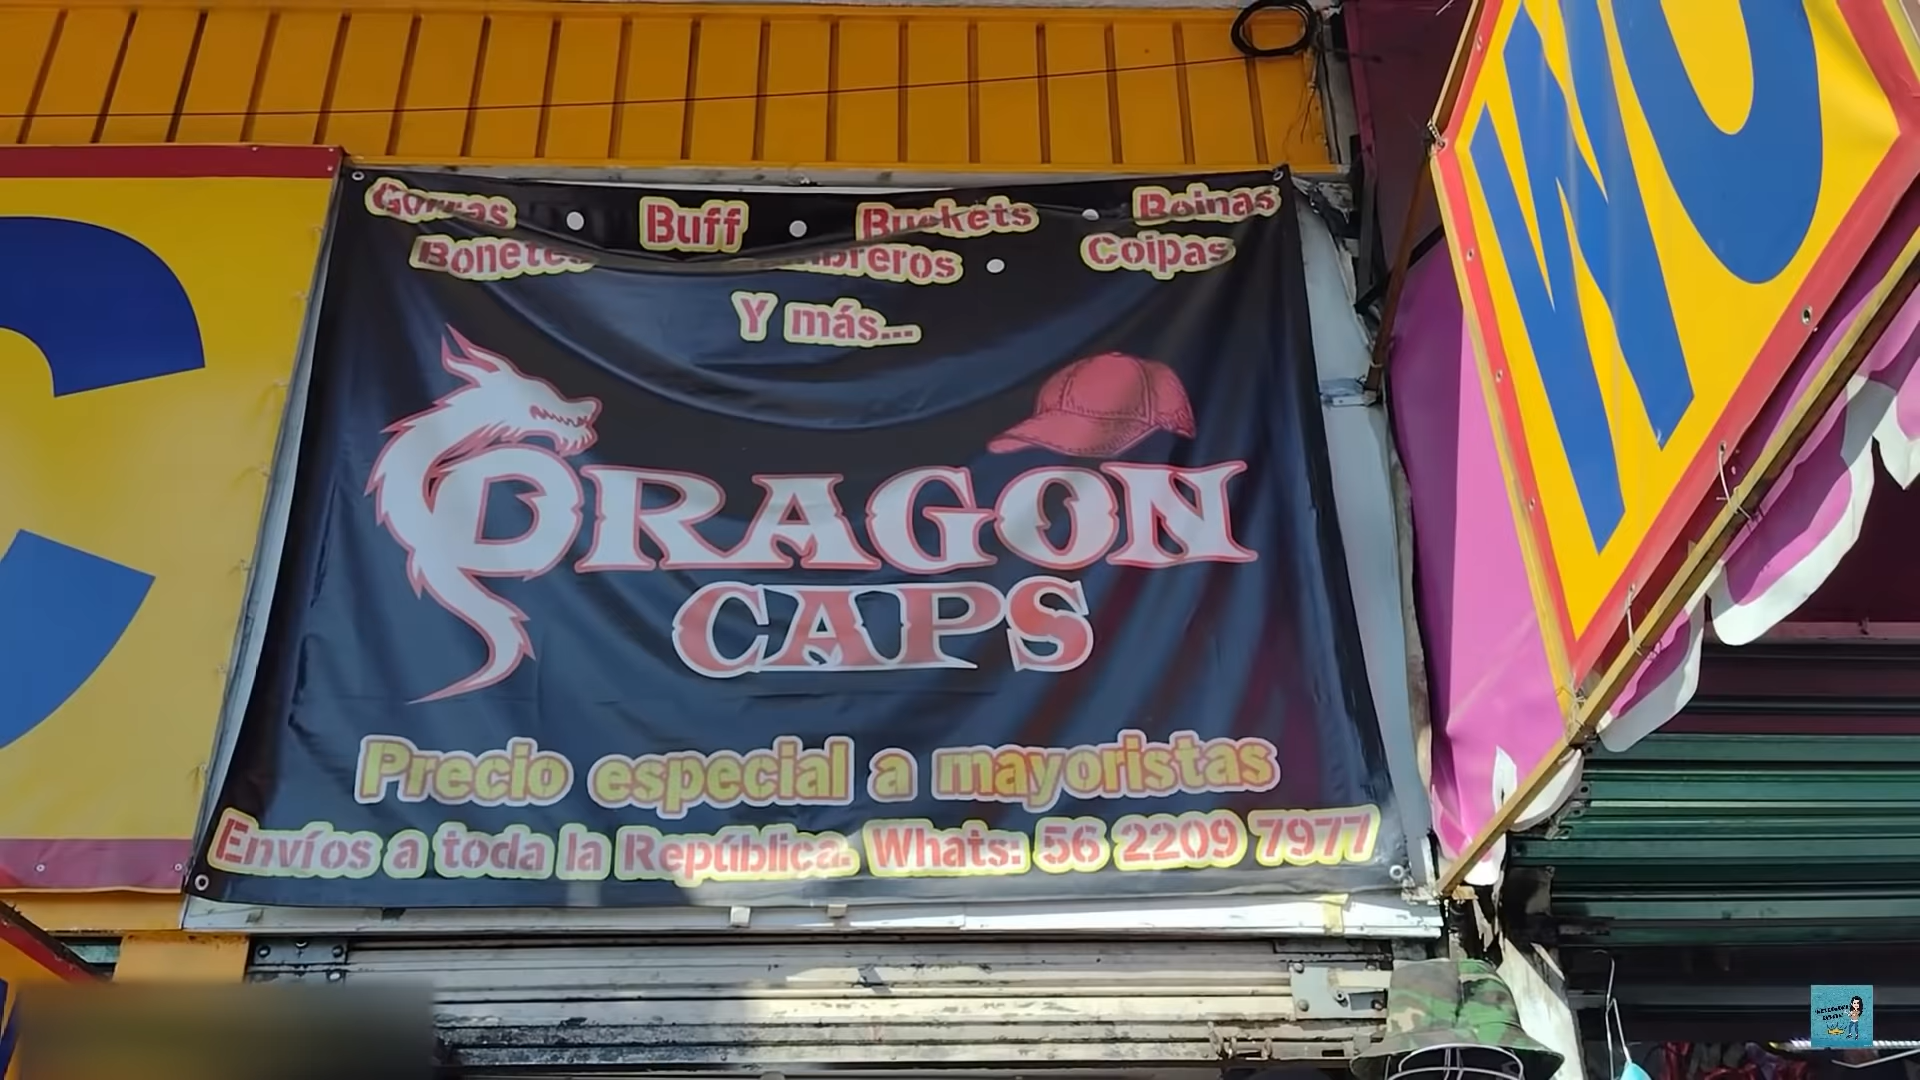 Gorras • Buff • Buckets • Boinas
Bonetes Sombreros • Coipas
Y más...
DRAGON
CAPS
Precio especial a mayoristas
Envíos a toda la República. Whats: 56 2209 7977